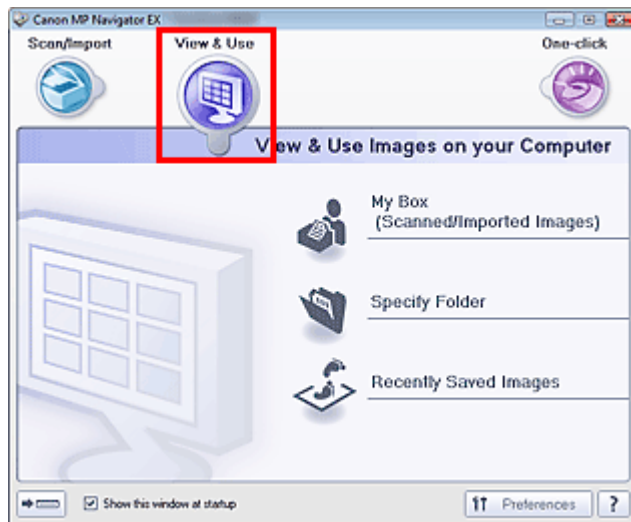 Canon MP Navigator EX
Scan/Import
View & Use
One-click
View & Use Images on your Computer
My Box
(Scanned/Imported Images)
Specify Folder
Recently Saved Images
Show this window at startup
Preferences
?